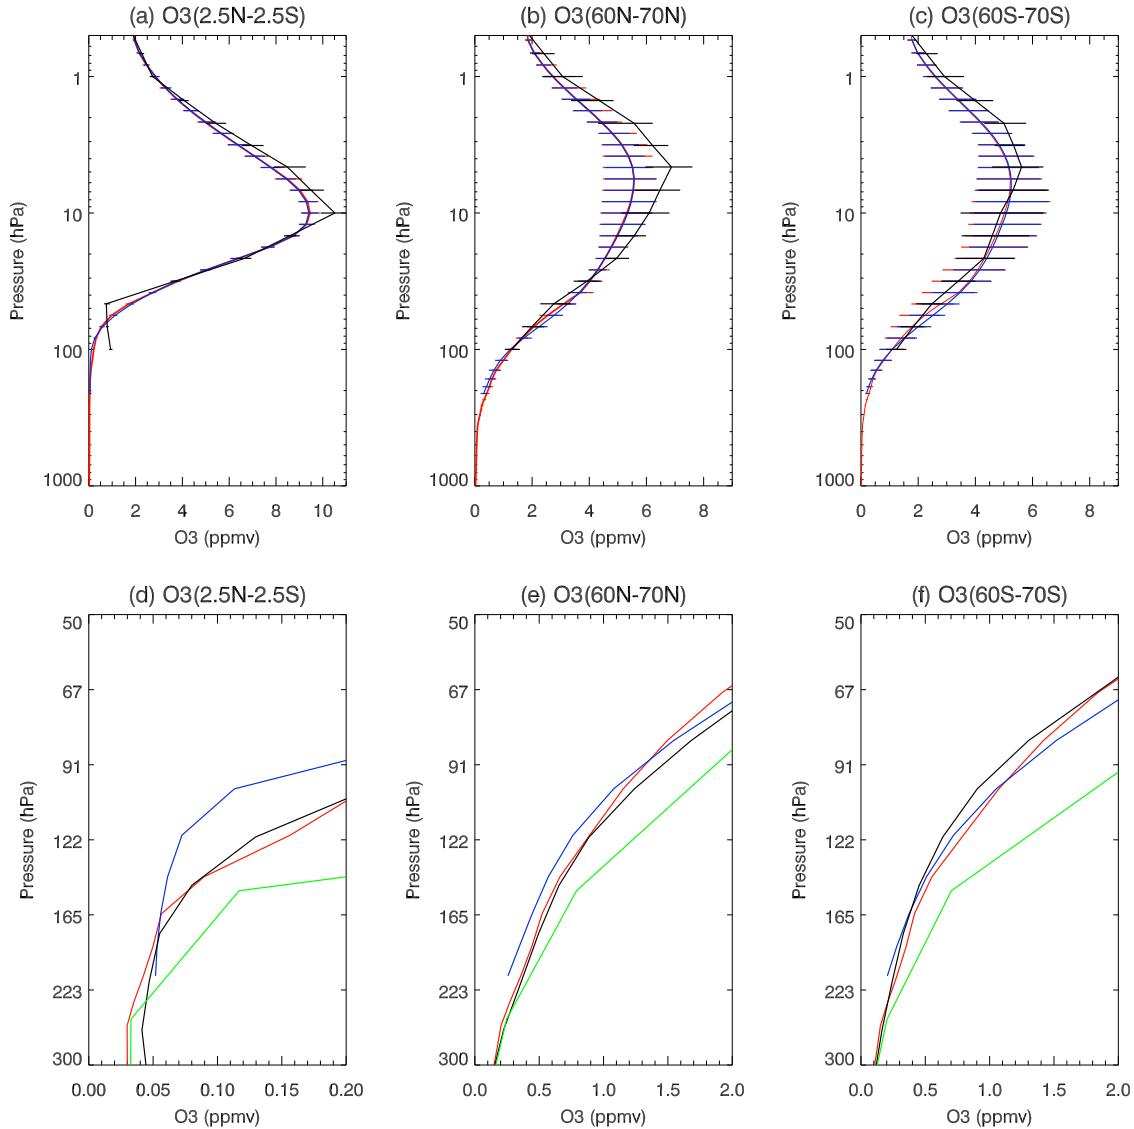 (a) O3(2.5N-2.5S)
(b) O3(60N-70N)
(c) O3(60S-70S)
Pressure (hPa)
1
10
100
1000
0 2 4 6 8 10
O3 (ppmv)
Pressure (hPa)
1
10
100
1000
0 2 4 6 8
O3 (ppmv)
Pressure (hPa)
1
10
100
1000
0 2 4 6 8
O3 (ppmv)
(d) O3(2.5N-2.5S)
(e) O3(60N-70N)
(f) O3(60S-70S)
Pressure (hPa)
50
67
91
122
165
223
300
0.00 0.05 0.10 0.15 0.20
O3 (ppmv)
Pressure (hPa)
50
67
91
122
165
223
300
0.0 0.5 1.0 1.5 2.0
O3 (ppmv)
Pressure (hPa)
50
67
91
122
165
223
300
0.0 0.5 1.0 1.5 2.0
O3 (ppmv)